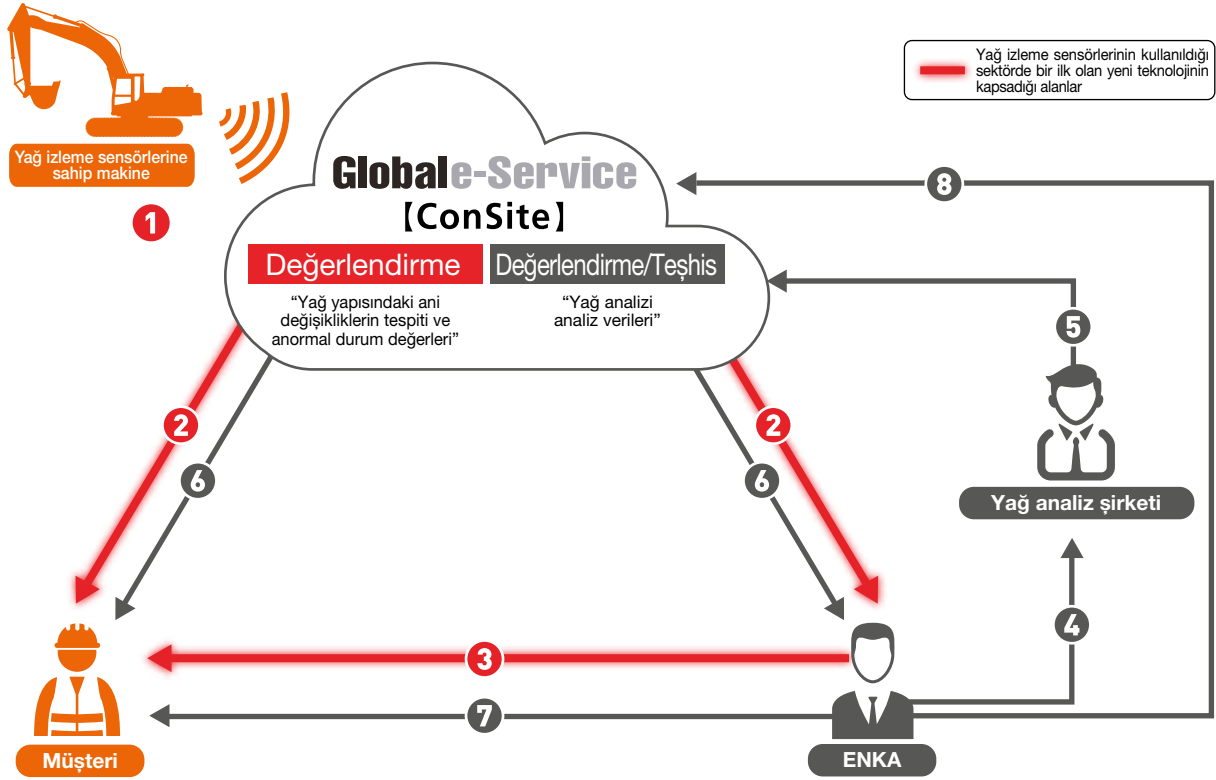 Yağ izleme sensörlerinin kullanıldığı
sektörde bir ilk olan yeni teknolojinin
kapsadığı alanlar
Yağ izleme sensörlerine
sahip makine
1
Globale-Service
【ConSite】
8
Değerlendirme
Değerlendirme/Teşhis
“Yağ yapısındaki ani
değişikliklerin tespiti ve
anormal durum değerleri”
“Yağ analizi
analiz verileri”
5
2
2
6
6
Yağ analiz şirketi
4
3
7
Müşteri
ENKA